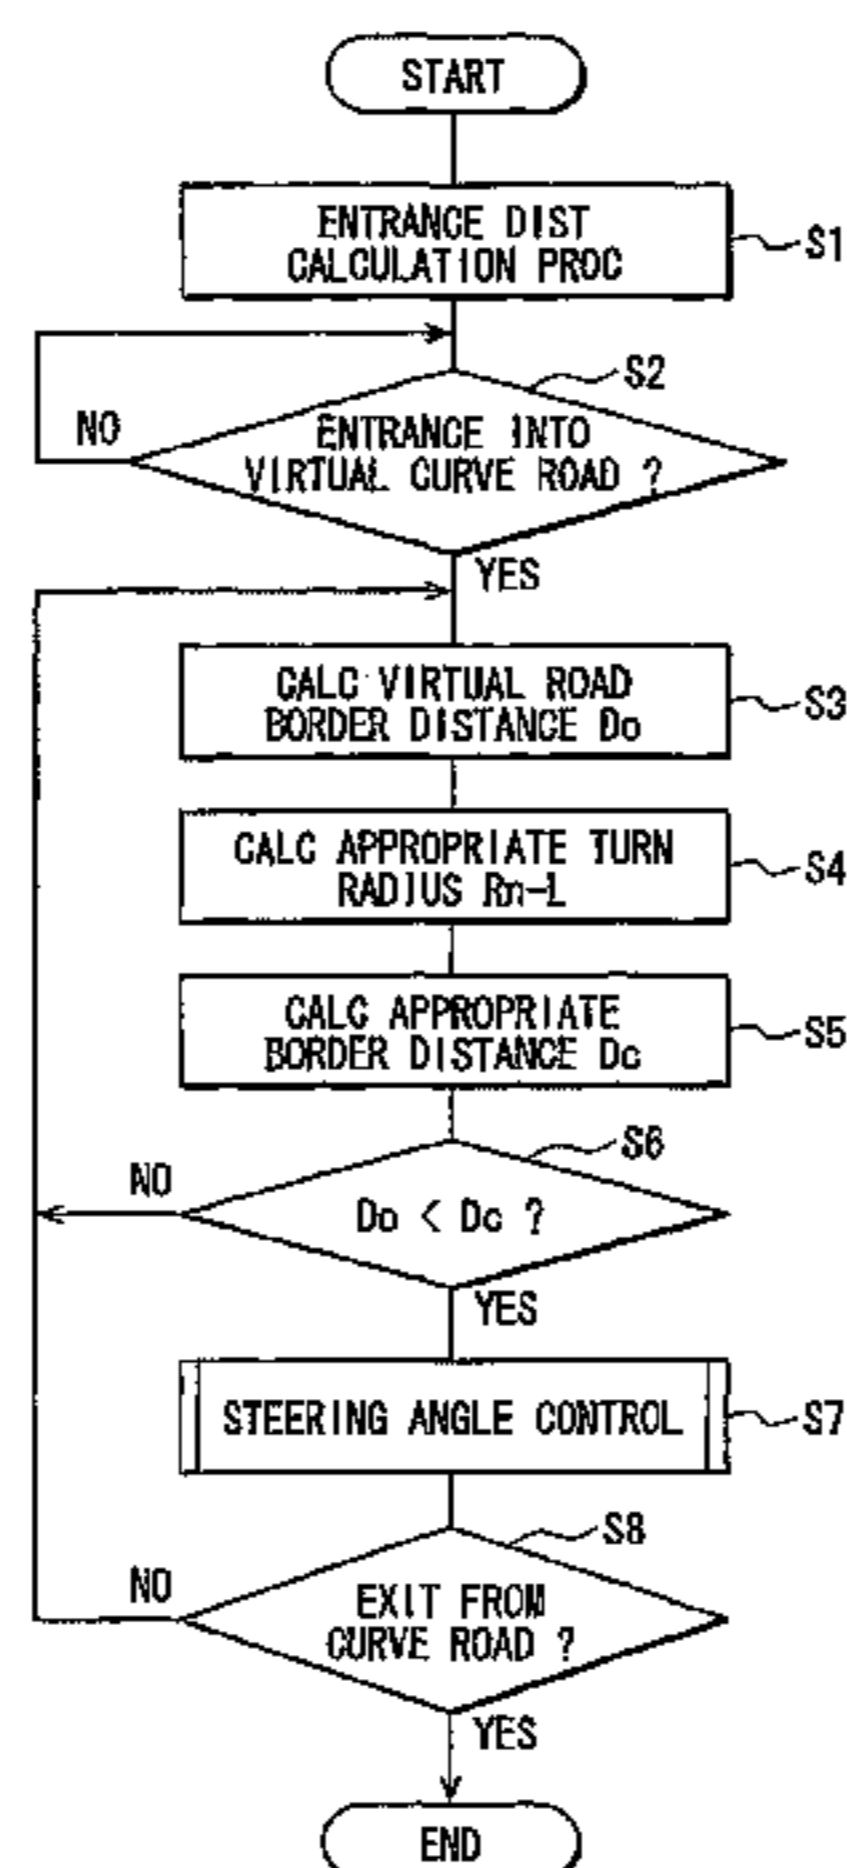 START
ENTRANCE DIST
CALCULATION PROC
S1
S2
NO
ENTRANCE INTO
VIRTUAL CURVE ROAD ?
YES
CALC VIRTUAL ROAD
BORDER DISTANCE Do
S3
CALC APPROPRIATE TURN
RADIUS Rn-L
S4
CALC APPROPRIATE
BORDER DISTANCE Dc
S5
S6
NO
Do < Dc ?
YES
STEERING ANGLE CONTROL
S7
S8
NO
EXIT FROM
CURVE ROAD ?
YES
END